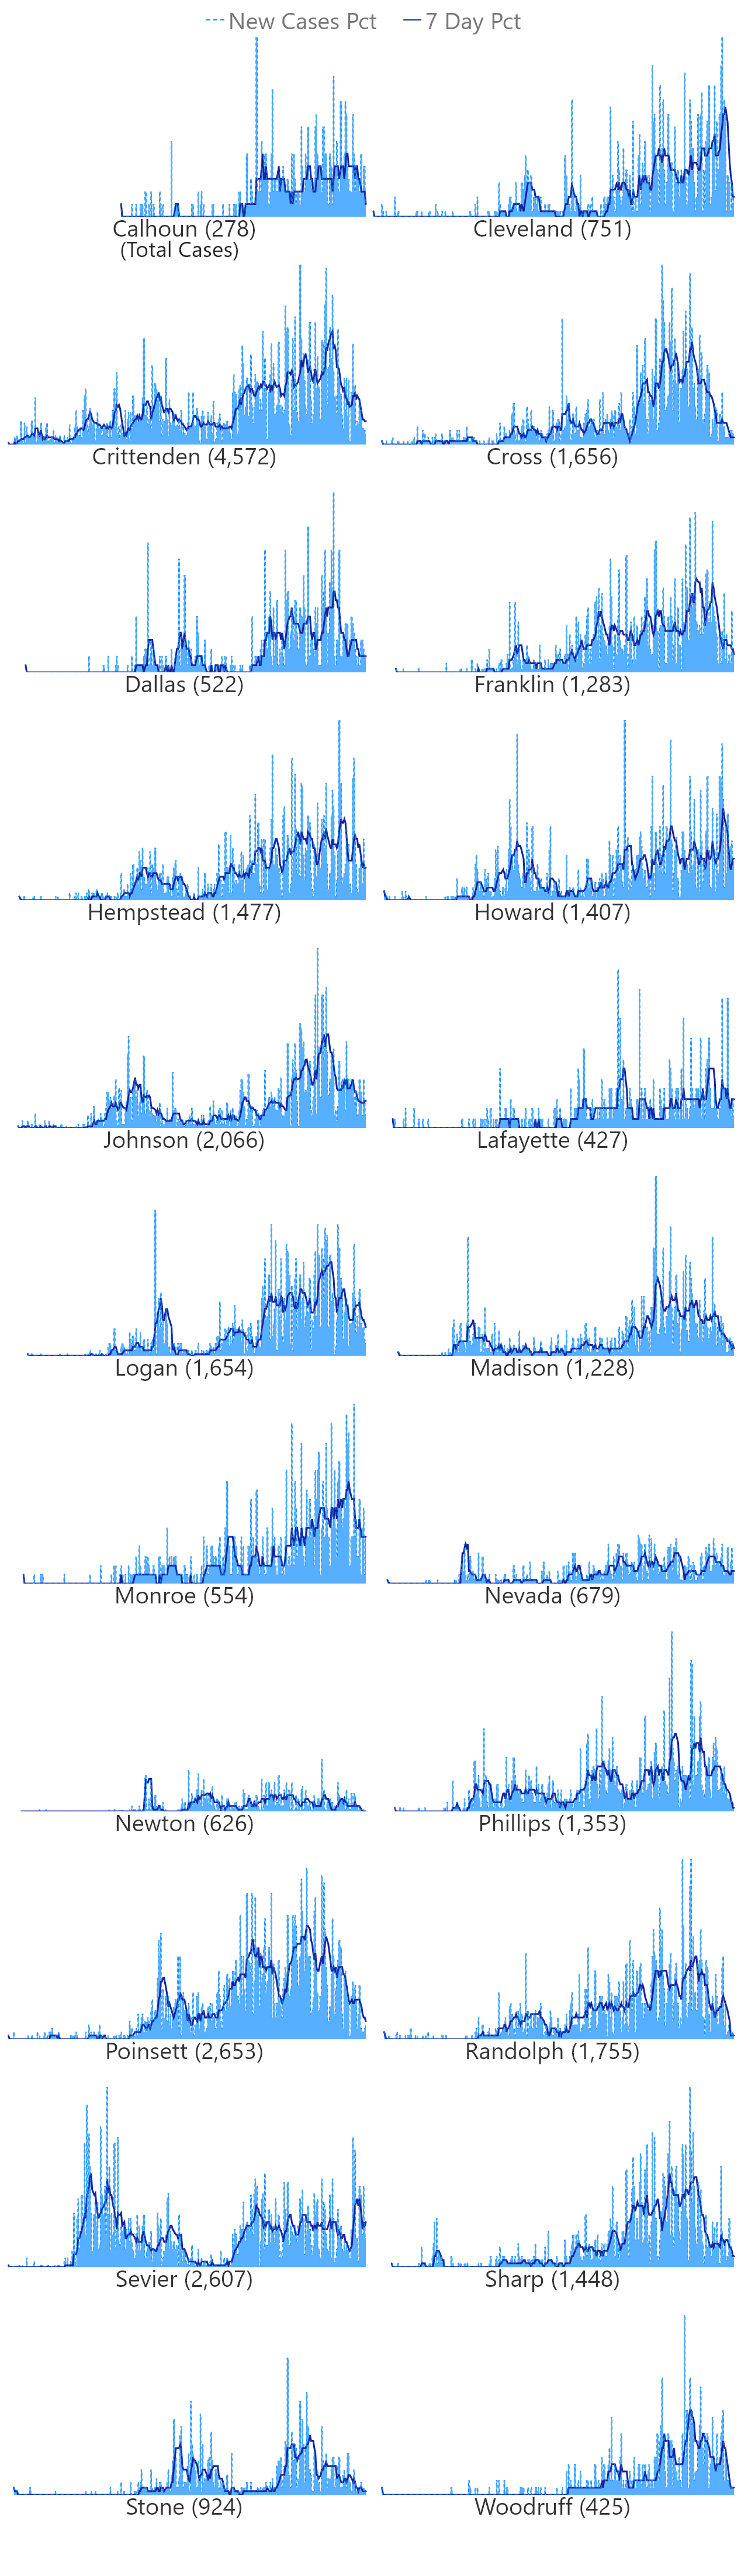 New Cases Pct 7 Day Pct
Calhoun (278) Cleveland (751)
(Total Cases)
Crittenden (4,572) Cross (1,656)
Dallas (522) Franklin (1,283)
Hempstead (1,477) Howard (1,407)
Johnson (2,066) Lafayette (427)
Logan (1,654) Madison (1,228)
Monroe (554) Nevada (679)
Newton (626) Phillips (1,353)
Poinsett (2,653) Randolph (1,755)
Sevier (2,607) Sharp (1,448)
Stone (924) Woodruff (425)